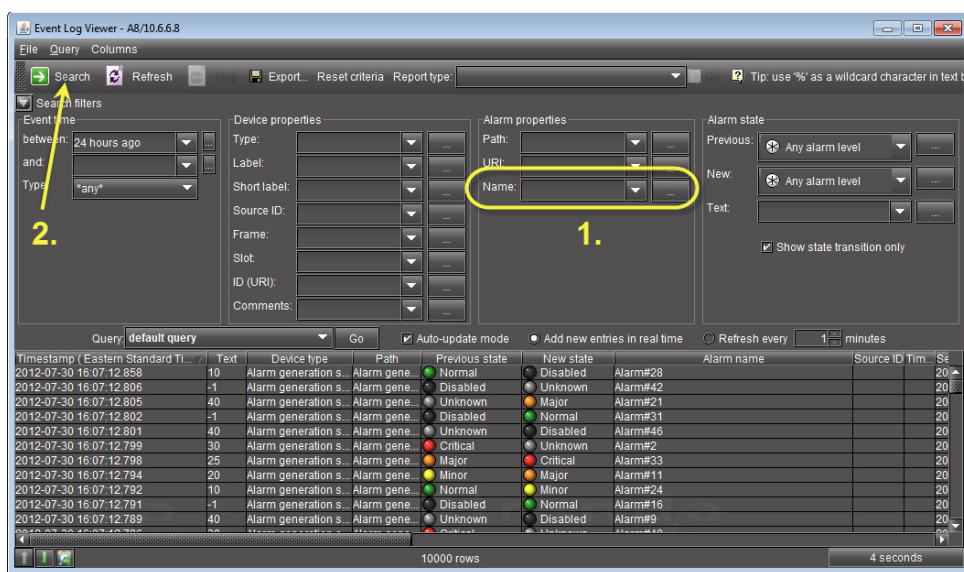 Event Log Viewer - A8/10.6.6.8
File Query Columns
Search Refresh Stop Export... Reset criteria Report type: Go Tip: use '%' as a wildcard character in text b
Search filters
Event time Device properties Alarm properties Alarm state
between: 24 hours ago ... Type: ... Path: ... Previous: Any alarm level ...
and: ... Label: ... URI: ... New: Any alarm level ...
Type *any* Short label: ... Name: ... Text: ...
2. Source ID: ... 1.
Frame: ... Show state transition only
Slot: ...
ID (URI): ...
Comments: ...
Query: default query Go Auto-update mode Add new entries in real time Refresh every 1 minutes
Timestamp ( Eastern Standard Ti... Text Device type Path Previous state New state Alarm name Source ID Tim... Se
2012-07-30 16:07:12.858 10 Alarm generation s... Alarm gene... Normal Disabled Alarm#28 20
2012-07-30 16:07:12.806 -1 Alarm generation s... Alarm gene... Disabled Unknown Alarm#42 20
2012-07-30 16:07:12.805 40 Alarm generation s... Alarm gene... Unknown Major Alarm#21 20
2012-07-30 16:07:12.802 -1 Alarm generation s... Alarm gene... Disabled Normal Alarm#31 20
2012-07-30 16:07:12.801 40 Alarm generation s... Alarm gene... Unknown Disabled Alarm#46 20
2012-07-30 16:07:12.799 30 Alarm generation s... Alarm gene... Critical Unknown Alarm#2 20
2012-07-30 16:07:12.798 25 Alarm generation s... Alarm gene... Major Critical Alarm#33 20
2012-07-30 16:07:12.794 20 Alarm generation s... Alarm gene... Minor Major Alarm#11 20
2012-07-30 16:07:12.792 10 Alarm generation s... Alarm gene... Normal Minor Alarm#24 20
2012-07-30 16:07:12.791 -1 Alarm generation s... Alarm gene... Disabled Normal Alarm#16 20
2012-07-30 16:07:12.789 40 Alarm generation s... Alarm gene... Unknown Disabled Alarm#9 20
10000 rows 4 seconds